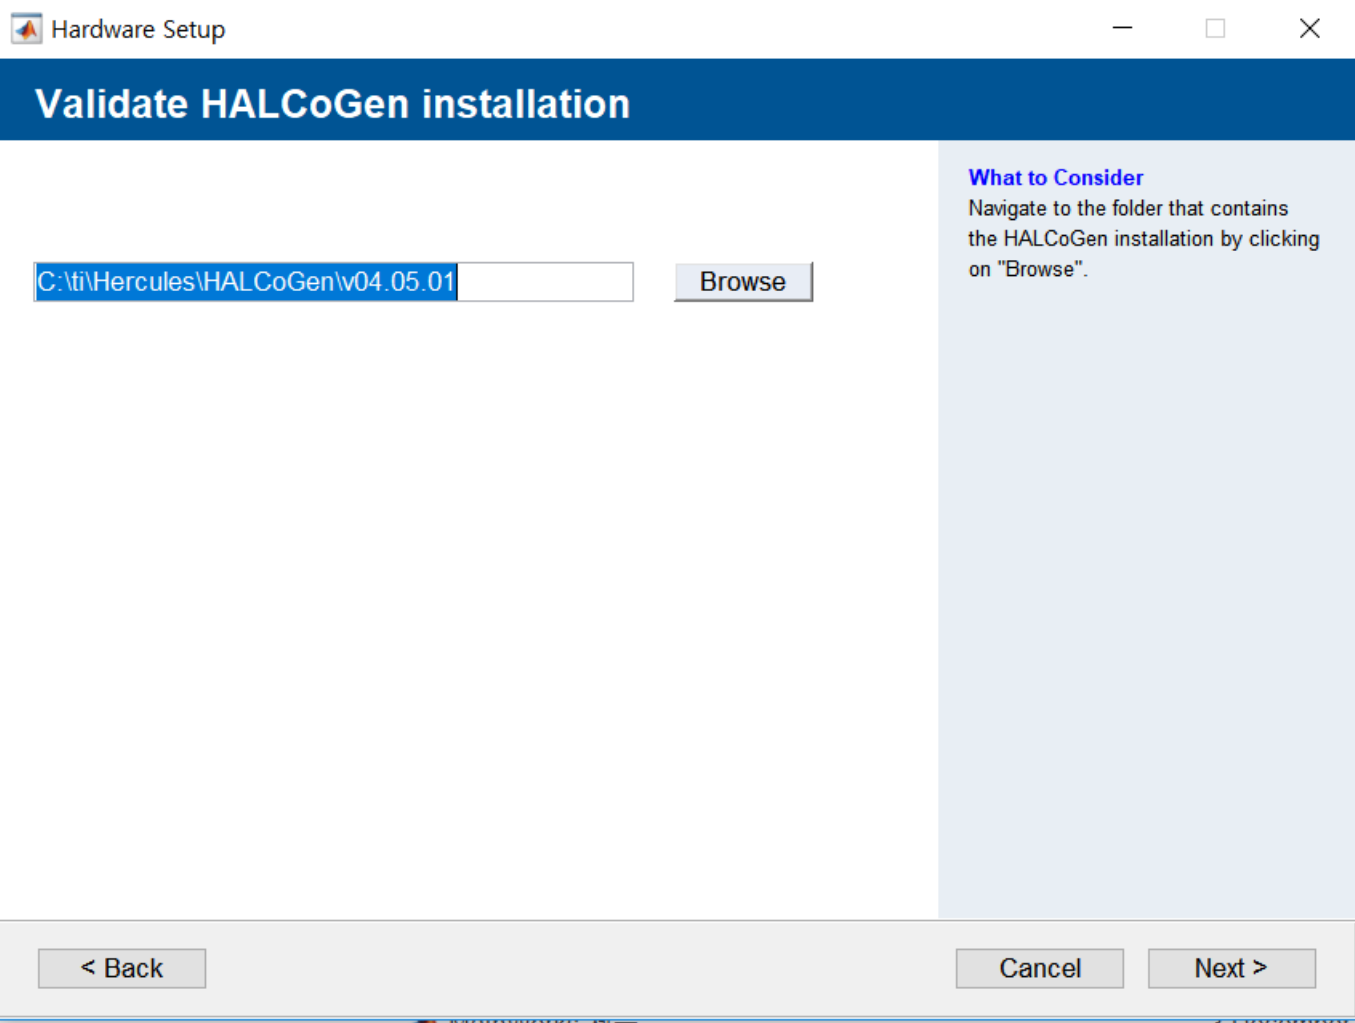 Hardware Setup
Validate HALCoGen installation
C:\ti\Hercules\HALCoGen\v04.05.01
Browse
What to Consider
Navigate to the folder that contains
the HALCoGen installation by clicking
on "Browse".
< Back
Cancel
Next >